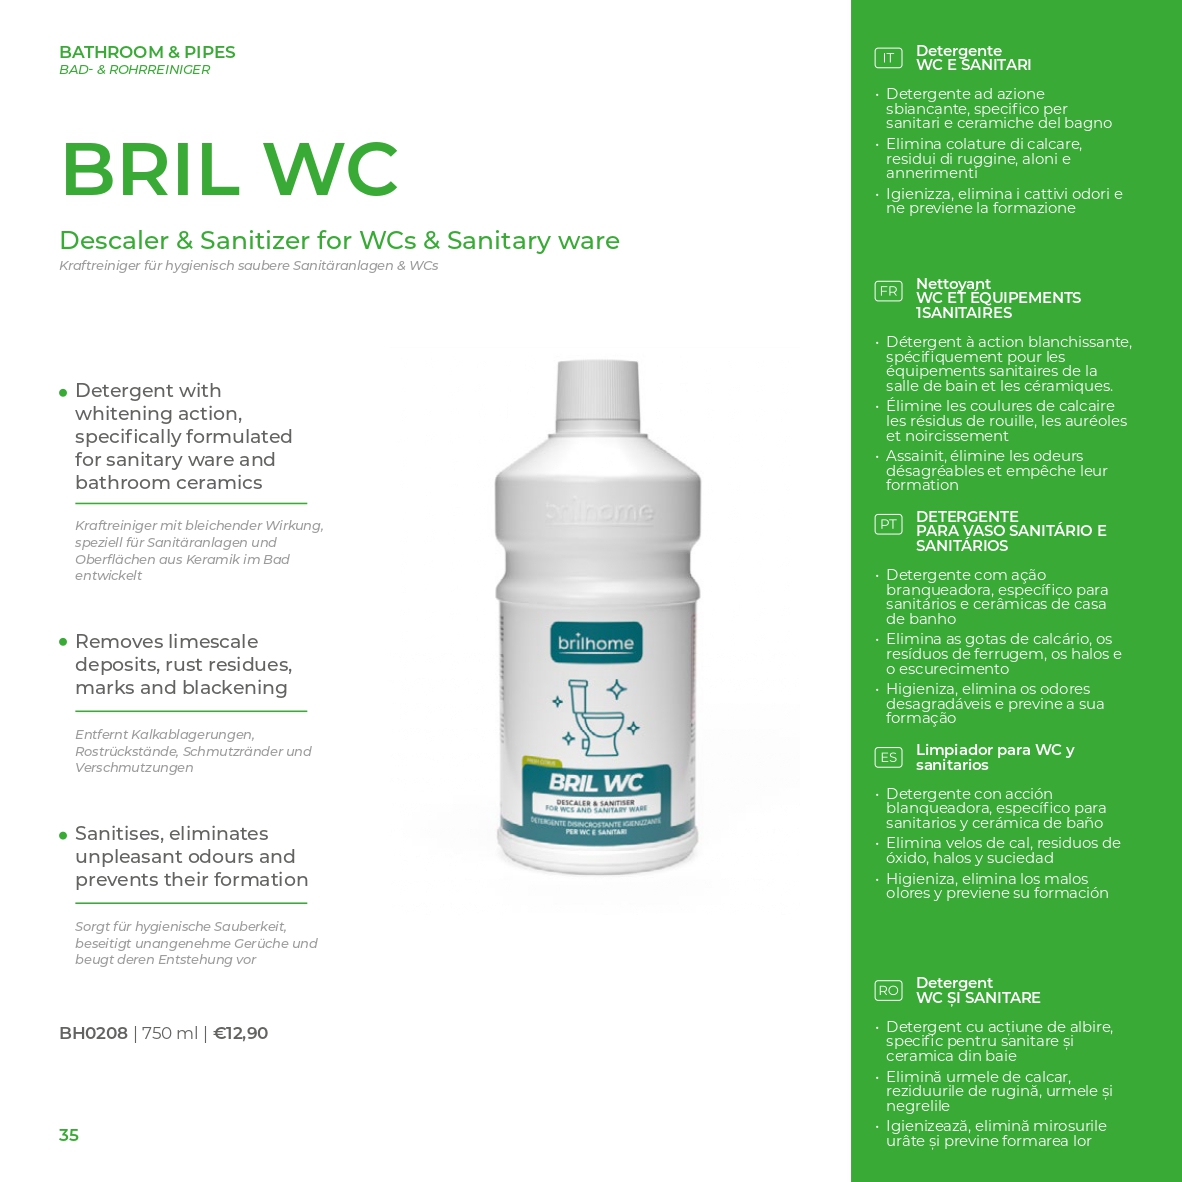 BATHROOM & PIPES
BAD- & ROHRREINIGER
BRIL WC
Descaler & Sanitizer for WCs & Sanitary ware
Kraftreiniger für hygienisch saubere Sanitäranlagen & WCs
Detergent with
whitening action,
specifically formulated
for sanitary ware and
bathroom ceramics
Kraftreiniger mit bleichender Wirkung,
speziell für Sanitäranlagen und
Oberflächen aus Keramik im Bad
entwickelt
Removes limescale
deposits, rust residues,
marks and blackening
Entfernt Kalkablagerungen,
Rostrückstände, Schmutzränder und
Verschmutzungen
Sanitises, eliminates
unpleasant odours and
prevents their formation
Sorgt für hygienische Sauberkeit,
beseitigt unangenehme Gerüche und
beugt deren Entstehung vor
BH0208 | 750 ml | €12,90
35
brilhome
brilhome
BRIL WC
DESCALER & SANITISER
FOR WCS AND SANITARY WARE
DETERGENTE DISINCROSTANTE IGIENIZZANTE
PER WC E SANITARI
IT
Detergente
WC E SANITARI
• Detergente ad azione
sbiancante, specifico per
sanitari e ceramiche del bagno
• Elimina colature di calcare,
residui di ruggine, aloni e
annerimenti
• Igienizza, elimina i cattivi odori e
ne previene la formazione
FR
Nettoyant
WC ET ÉQUIPEMENTS
1SANITAIRES
• Détergent à action blanchissante,
spécifiquement pour les
équipements sanitaires de la
salle de bain et les céramiques.
• Élimine les coulures de calcaire
les résidus de rouille, les auréoles
et noircissement
• Assainit, élimine les odeurs
désagréables et empêche leur
formation
PT
DETERGENTE
PARA VASO SANITÁRIO E
SANITÁRIOS
• Detergente com ação
branqueadora, específico para
sanitários e cerâmicas de casa
de banho
• Elimina as gotas de calcário, os
resíduos de ferrugem, os halos e
o escurecimento
• Higieniza, elimina os odores
desagradáveis e previne a sua
formação
ES
Limpiador para WC y
sanitarios
• Detergente con acción
blanqueadora, específico para
sanitarios y cerámica de baño
• Elimina velos de cal, residuos de
óxido, halos y suciedad
• Higieniza, elimina los malos
olores y previene su formación
RO
Detergent
WC ȘI SANITARE
• Detergent cu acțiune de albire,
specific pentru sanitare și
ceramica din baie
• Elimină urmele de calcar,
reziduurile de rugină, urmele și
negrelile
• Igienizează, elimină mirosurile
urâte și previne formarea lor